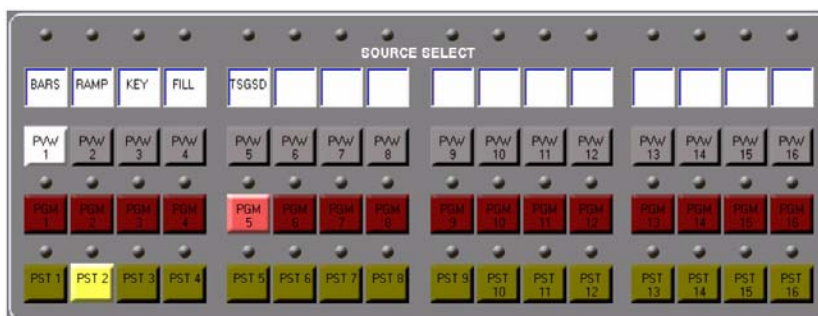 SOURCE SELECT
BARS RAMP KEY FILL TSGSD
PVW 1 PVW 2 PVW 3 PVW 4 PVW 5 PVW 6 PVW 7 PVW 8 PVW 9 PVW 10 PVW 11 PVW 12 PVW 13 PVW 14 PVW 15 PVW 16
PGM 1 PGM 2 PGM 3 PGM 4 PGM 5 PGM 6 PGM 7 PGM 8 PGM 9 PGM 10 PGM 11 PGM 12 PGM 13 PGM 14 PGM 15 PGM 16
PST 1 PST 2 PST 3 PST 4 PST 5 PST 6 PST 7 PST 8 PST 9 PST 10 PST 11 PST 12 PST 13 PST 14 PST 15 PST 16